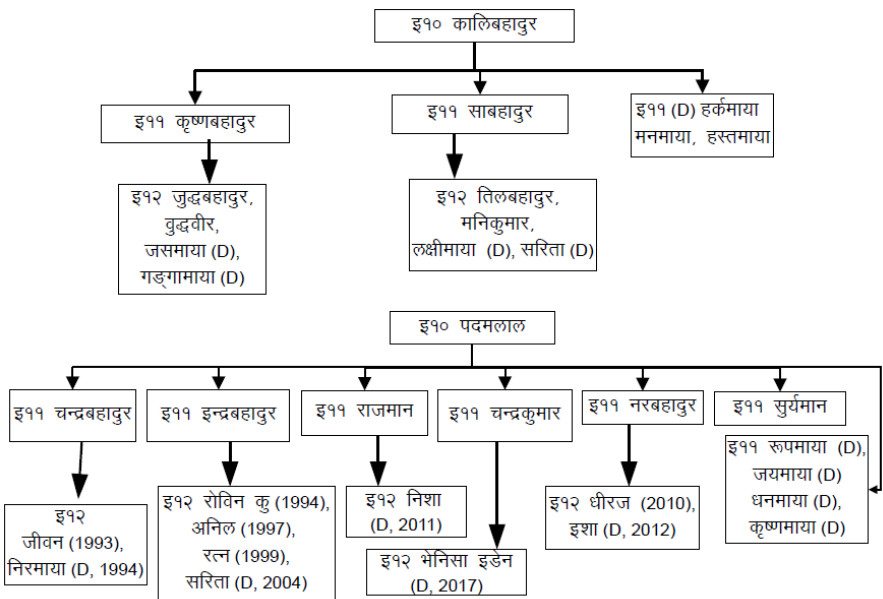 इ१० कालिबहादुर
इ११ कृष्णबहादुर
इ११ साबहादुर
इ११ (D) हर्कमाया
मनमाया, हस्तमाया
इ१२ जुद्धबहादुर,
वुद्धवीर,
जसमाया (D),
गङ्गामाया (D)
इ१२ तिलबहादुर,
मनिकुमार,
लक्षीमाया (D), सरिता (D)
इ१० पदमलाल
इ११ चन्द्रबहादुर
इ११ इन्द्रबहादुर
इ११ राजमान
इ११ चन्द्रकुमार
इ११ नरबहादुर
इ११ सुर्यमान
इ११ रूपमाया (D),
जयमाया (D)
धनमाया (D),
कृष्णमाया (D)
इ१२
जीवन (1993),
निरमाया (D, 1994)
इ१२ रोविन कु (1994),
अनिल (1997),
रत्न (1999),
सरिता (D, 2004)
इ१२ निशा
(D, 2011)
इ१२ भेनिसा इडेन
(D, 2017)
इ१२ धीरज (2010),
इशा (D, 2012)